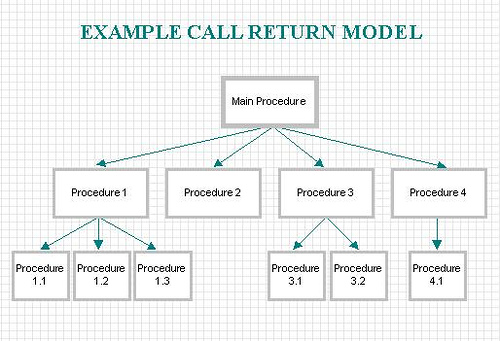 EXAMPLE CALL RETURN MODEL
Main Procedure
Procedure 1
Procedure 2
Procedure 3
Procedure 4
Procedure
1.1
Procedure
1.2
Procedure
1.3
Procedure
3.1
Procedure
3.2
Procedure
4.1